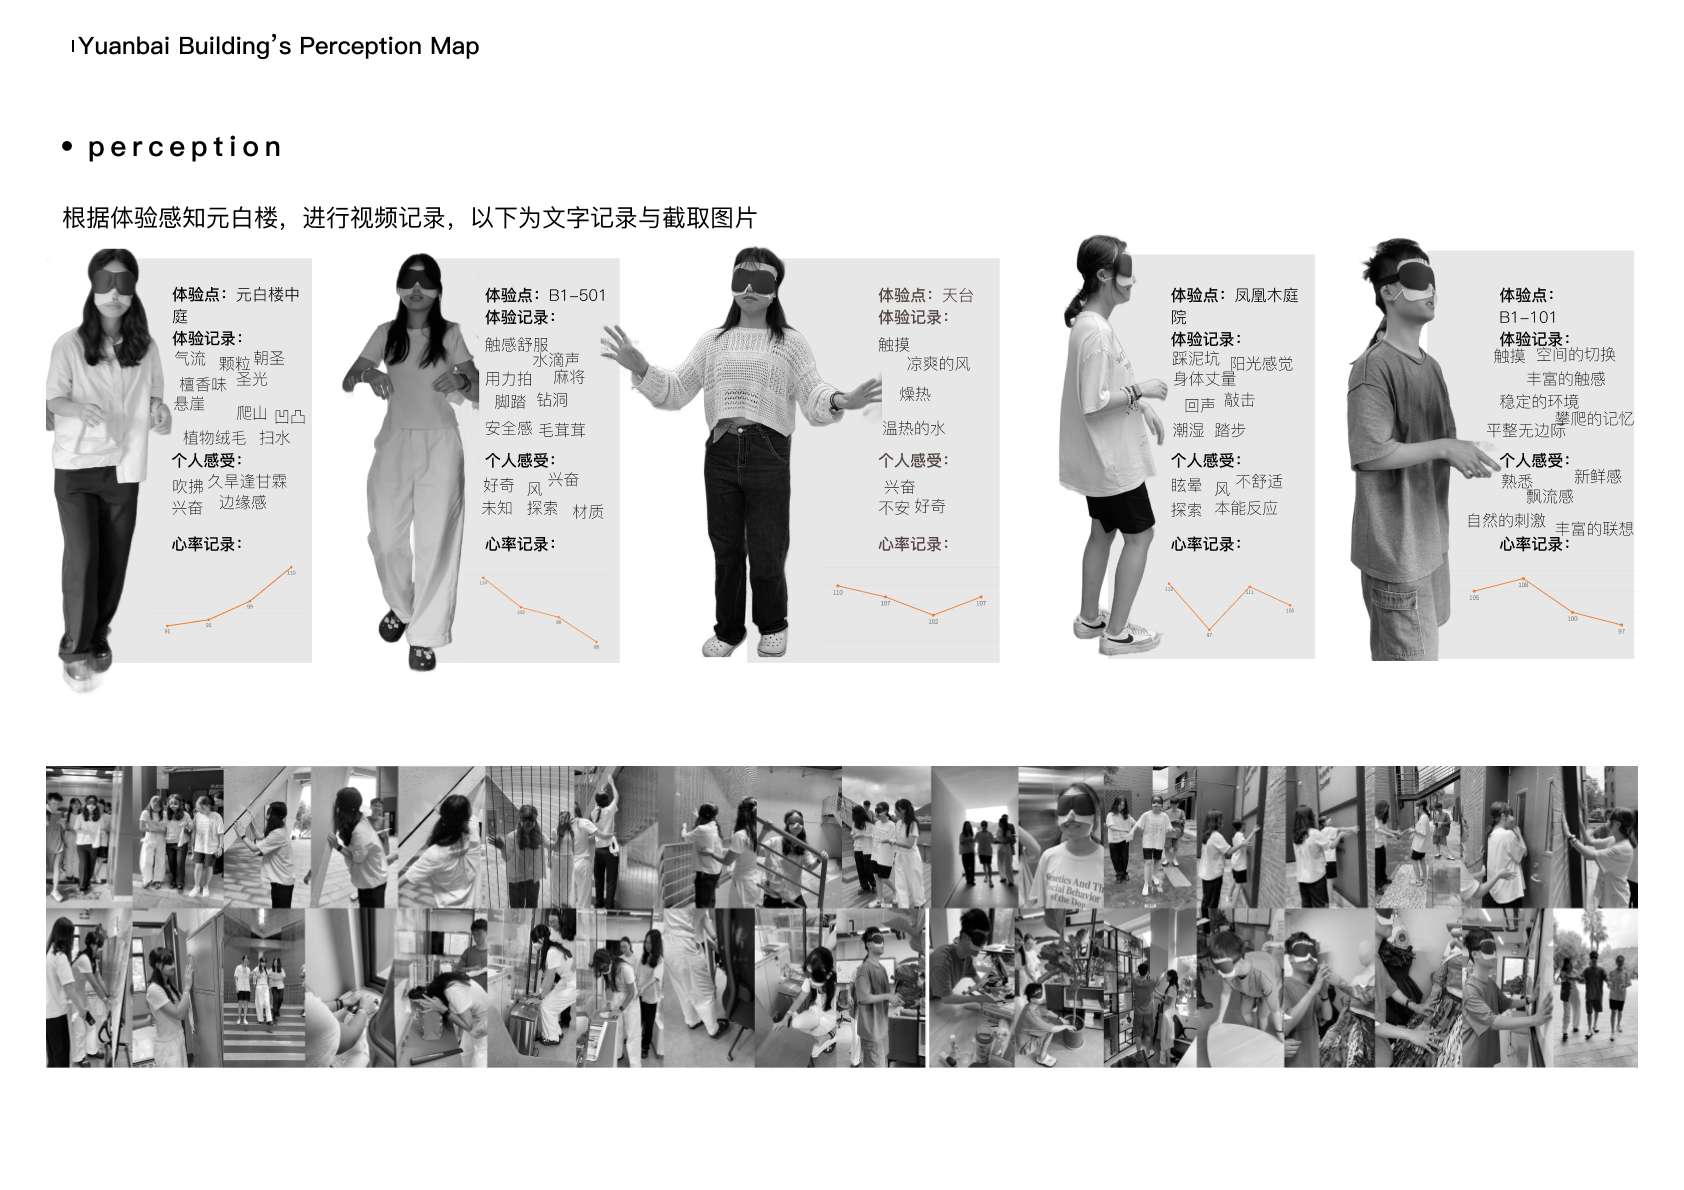 Yuanbai Building's Perception Map
• perception
根据体验感知元白楼，进行视频记录，以下为文字记录与截取图片
体验点：元白楼中
庭
体验记录：
气流 颗粒 朝圣
檀香味 圣光
悬崖
爬山 凹凸
植物绒毛 扫水
个人感受：
吹拂 久旱逢甘霖
兴奋 边缘感
心率记录：
91 93 99 110
体验点：B1-501
体验记录：
触感舒服
水滴声
用力拍 麻将
脚踏 钻洞
安全感 毛茸茸
个人感受：
好奇 风 兴奋
未知 探索 材质
心率记录：
体验点：天台
体验记录：
触摸
凉爽的风
燥热
温热的水
个人感受：
兴奋
不安 好奇
心率记录：
110 107 102 107
体验点：凤凰木庭
院
体验记录：
踩泥坑 阳光感觉
身体丈量
回声 敲击
潮湿 踏步
个人感受：
眩晕 风 不舒适
探索 本能反应
心率记录：
112 97 111 105
体验点：
B1-101
体验记录：
触摸 空间的切换
丰富的触感
稳定的环境
攀爬的记忆
平整无边际
个人感受：
熟悉 新鲜感
飘流感
自然的刺激
丰富的联想
心率记录：
105 108 100 97
And Th
cial Behavior
of the Dog